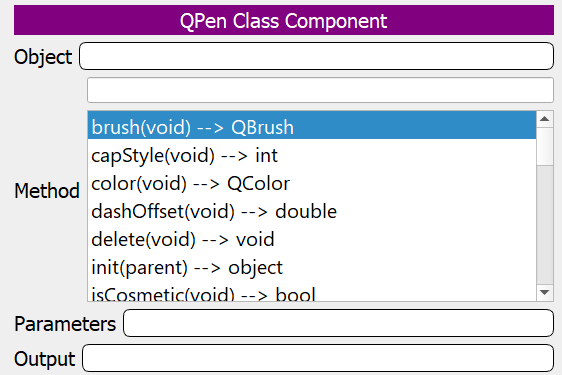 QPen Class Component
Object
brush(void) --> QBrush
capStyle(void) --> int
color(void) --> QColor
dashOffset(void) --> double
delete(void) --> void
Method
init(parent) --> object
isCosmetic(void) --> bool
Parameters
Output